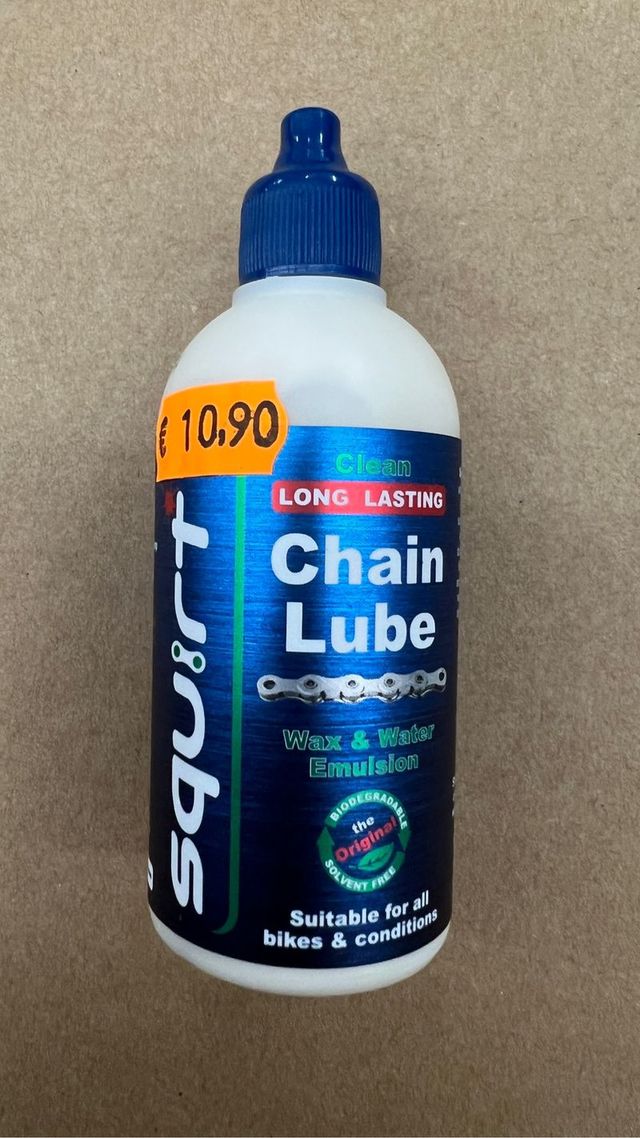 € 10,90
squirt
Clean
LONG LASTING
Chain
Lube
Wax & Water
Emulsion
BIODEGRADABLE
the
Original
SOLVENT FREE
Suitable for all
bikes & conditions